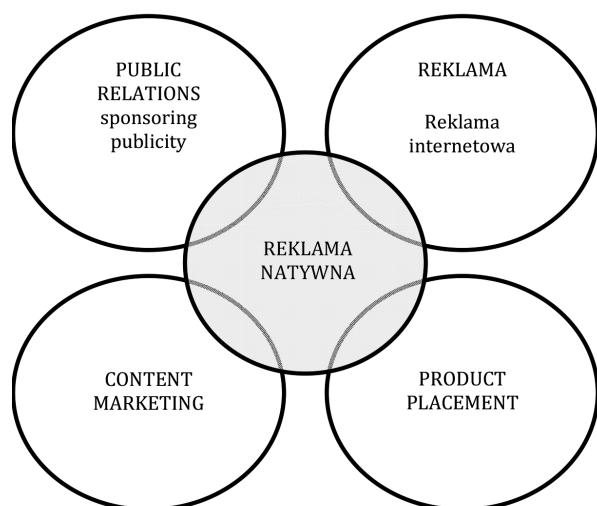 PUBLIC
RELATIONS
sponsoring
publicity
REKLAMA
Reklama
internetowa
REKLAMA
NATYWNA
CONTENT
MARKETING
PRODUCT
PLACEMENT